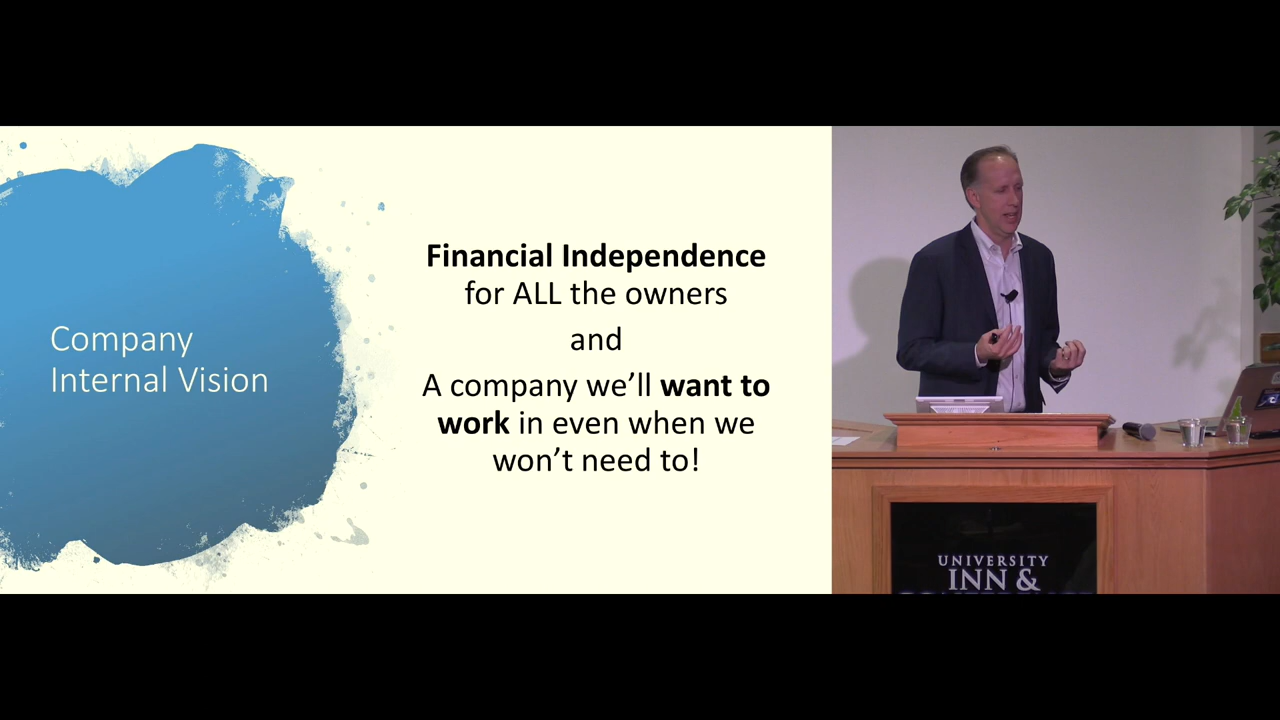 Company
Internal Vision
Financial Independence
for ALL the owners
and
A company we’ll want to
work in even when we
won’t need to!
UNIVERSITY
INN &